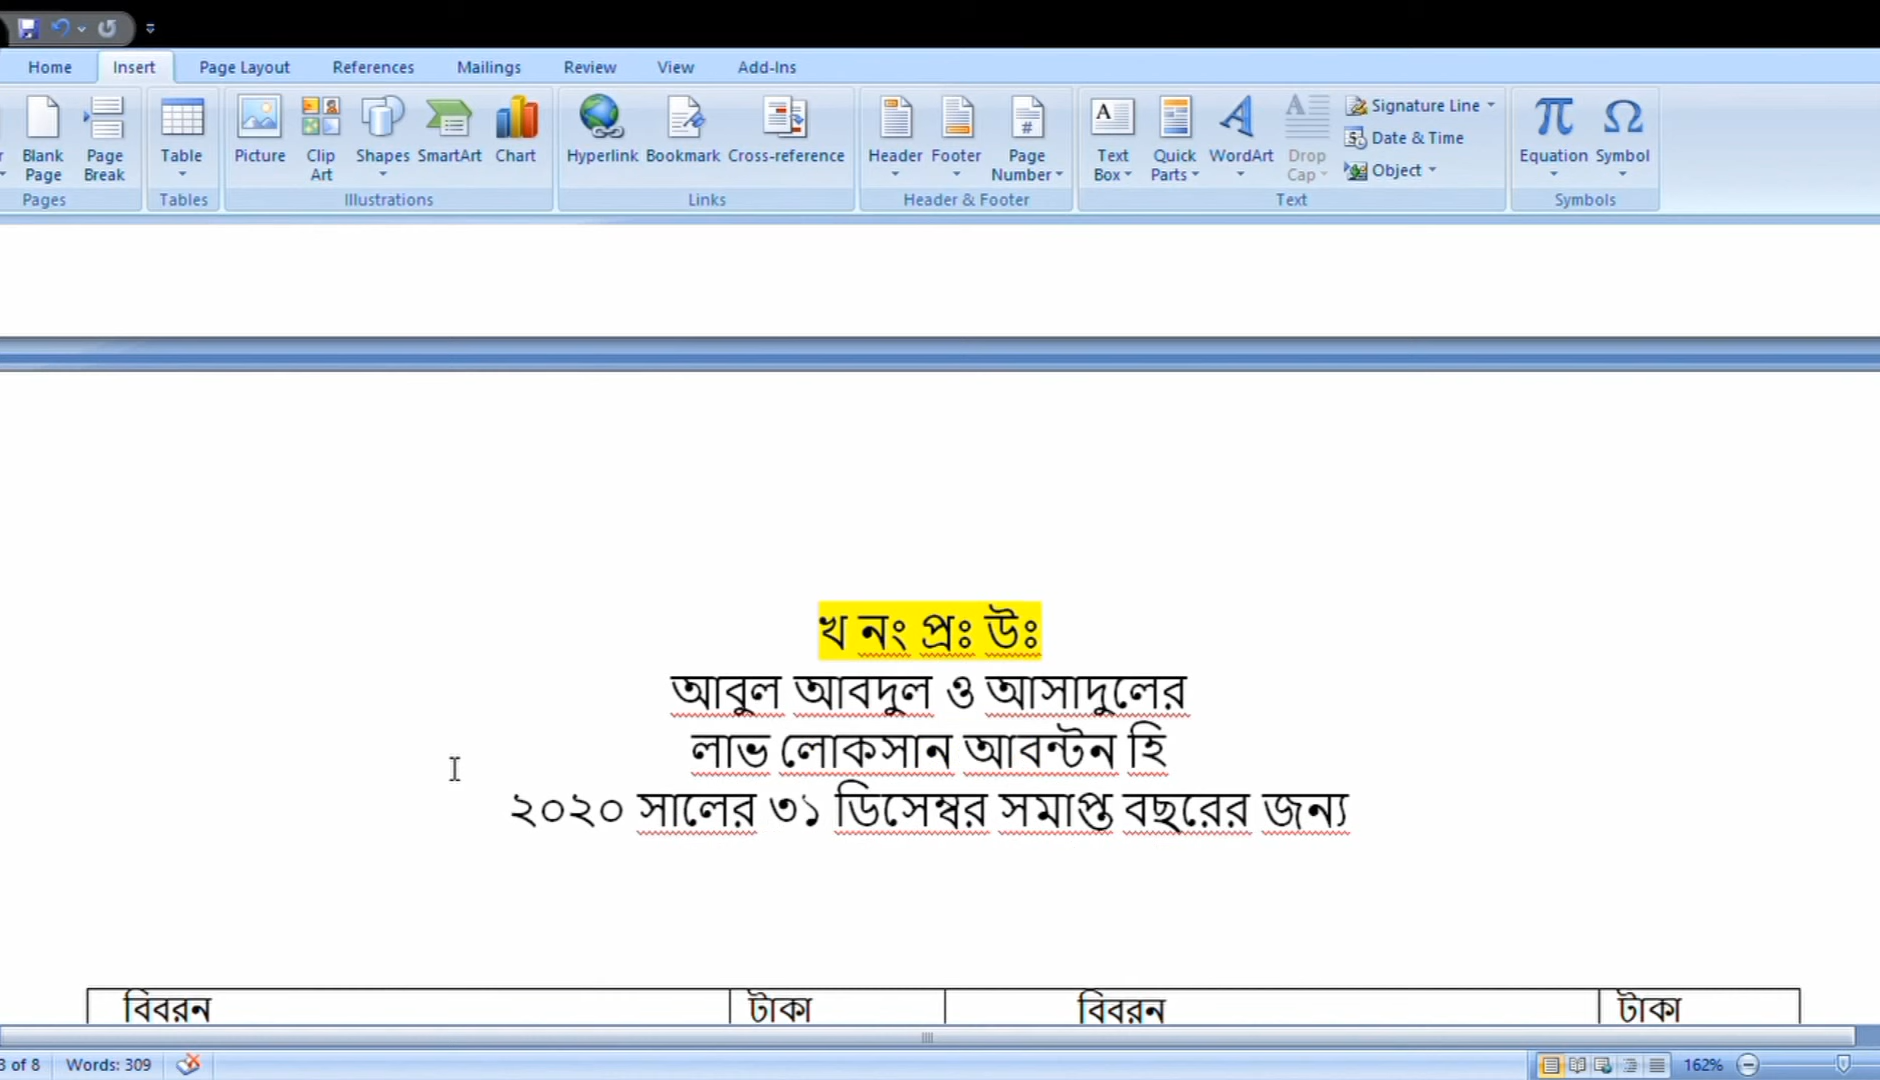 Home Insert Page Layout References Mailings Review View Add-Ins
Blank Page Page Break Table Picture Clip Art Shapes SmartArt Chart Hyperlink Bookmark Cross-reference Header Footer Page Number Text Box Quick Parts WordArt Drop Cap Signature Line Date & Time Object Equation Symbol
Pages Tables Illustrations Links Header & Footer Text Symbols
খ নং প্রঃ উঃ
আবুল আবদুল ও আসাদুলের
লাভ লোকসান আবন্টন হি
২০২০ সালের ৩১ ডিসেম্বর সমাপ্ত বছরের জন্য
বিবরন টাকা বিবরন টাকা
3 of 8 Words: 309 162%